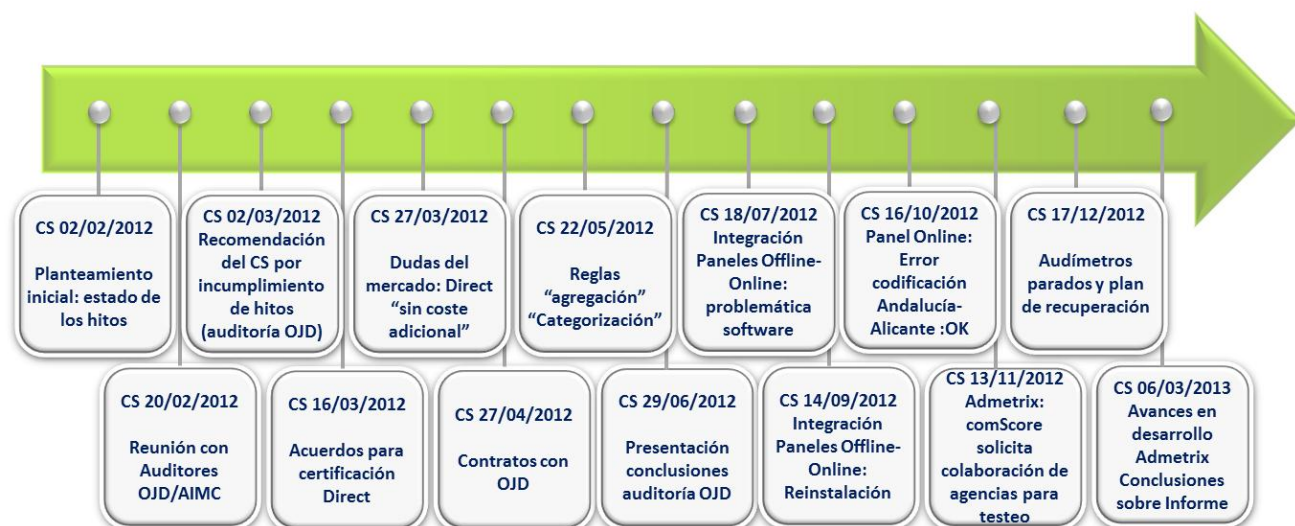 CS 02/02/2012
Planteamiento
inicial: estado de
los hitos
CS 20/02/2012
Reunión con
Auditores
OJD/AIMC
CS 02/03/2012
Recomendación
del CS por
incumplimiento
de hitos
(auditoría OJD)
CS 16/03/2012
Acuerdos para
certificación
Direct
CS 27/03/2012
Dudas del
mercado: Direct
“sin coste
adicional”
CS 27/04/2012
Contratos con
OJD
CS 22/05/2012
Reglas
“agregación”
“Categorización”
CS 29/06/2012
Presentación
conclusiones
auditoría OJD
CS 18/07/2012
Integración
Paneles Offline-
Online:
problemática
software
CS 14/09/2012
Integración
Paneles Offline-
Online:
Reinstalación
CS 16/10/2012
Panel Online:
Error
codificación
Andalucía-
Alicante :OK
CS 13/11/2012
Admetrix:
comScore
solicita
colaboración de
agencias para
testeo
CS 17/12/2012
Audímetros
parados y plan
de recuperación
CS 06/03/2013
Avances en
desarrollo
Admetrix
Conclusiones
sobre Informe